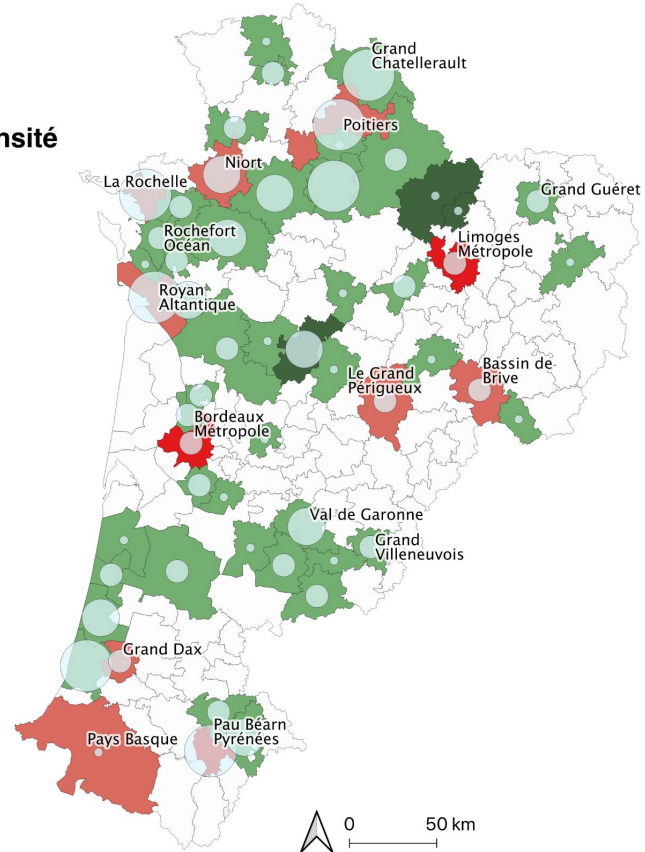 nsité
Grand
Chatellerault
Poitiers
Niort
La Rochelle
Grand Guéret
Rochefort
Océan
Limoges
Métropole
Royan
Altantique
Le Grand
Périgueux
Bassin de
Brive
Bordeaux
Métropole
Val de Garonne
Grand
Villeneuvois
Grand Dax
Pays Basque
Pau Béarn
Pyrénées
0
50 km